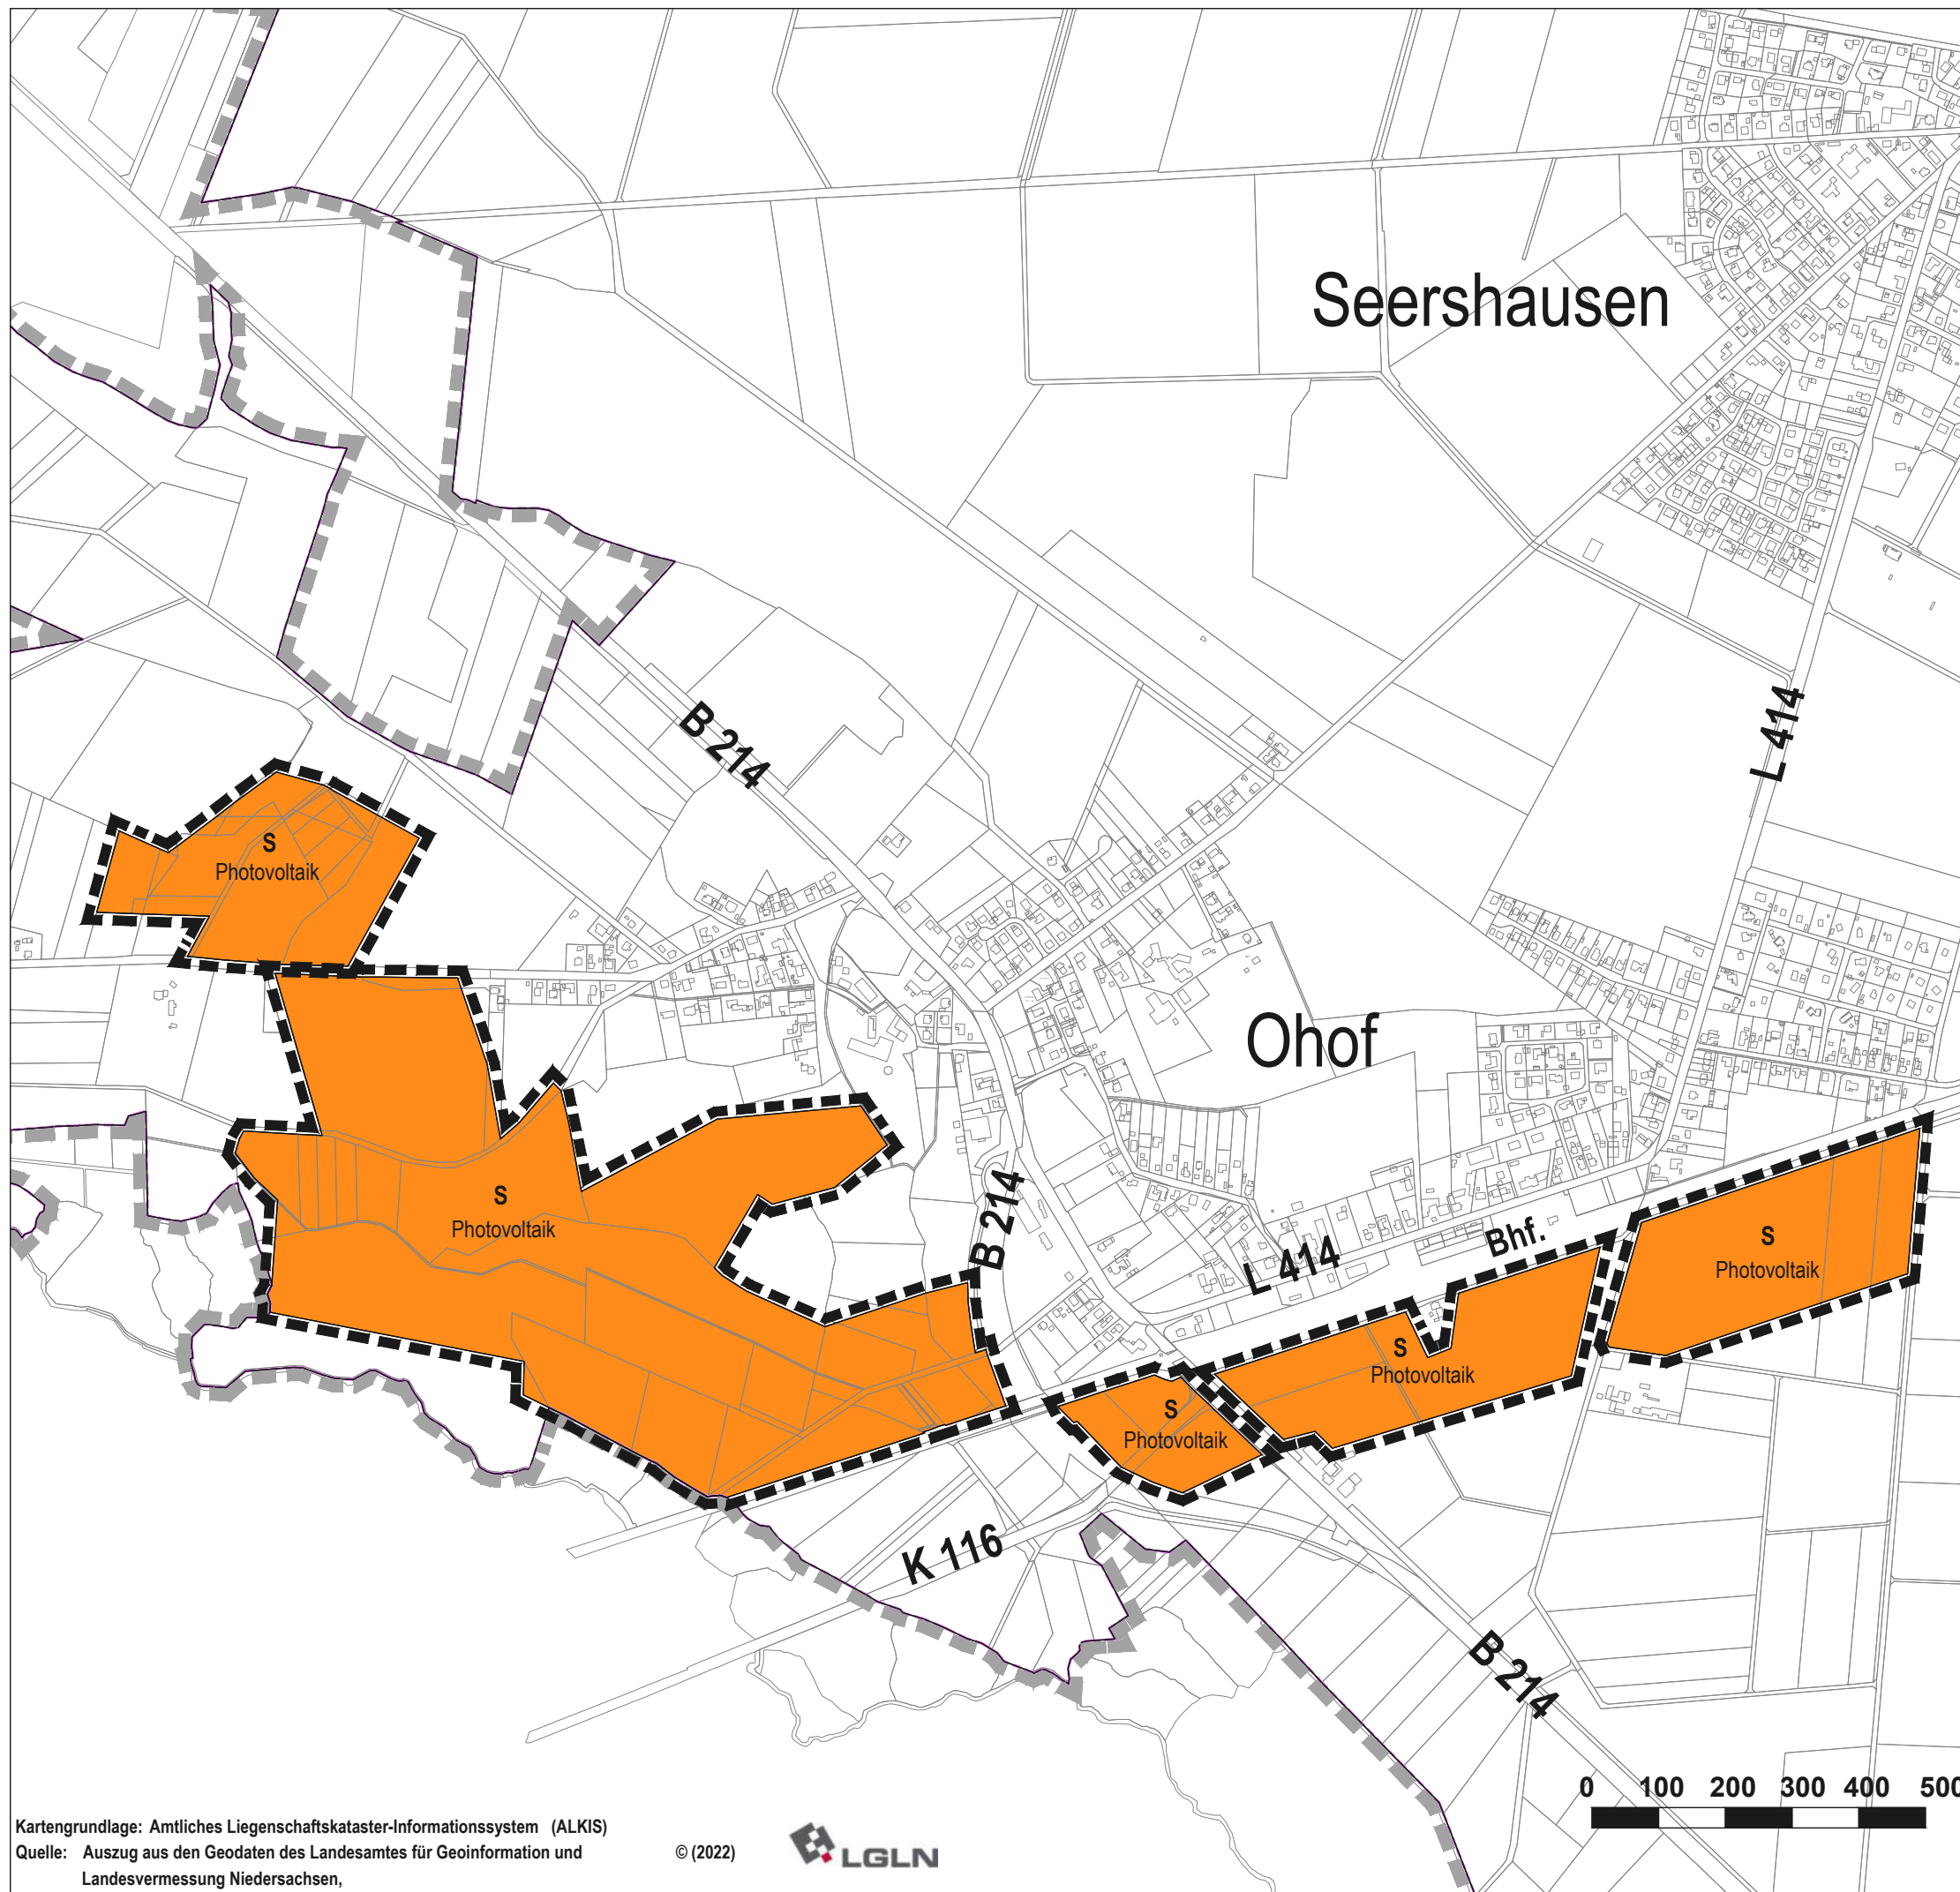 Seershausen
B 214
L 414
S
Photovoltaik
Ohof
S
Photovoltaik
B 214
L 414
Bhf.
S
Photovoltaik
S
Photovoltaik
S
Photovoltaik
K 116
B 214
0 100 200 300 400 500
Kartengrundlage: Amtliches Liegenschaftskataster-Informationssystem (ALKIS)
Quelle: Auszug aus den Geodaten des Landesamtes für Geoinformation und © (2022)
Landesvermessung Niedersachsen,
LGLN